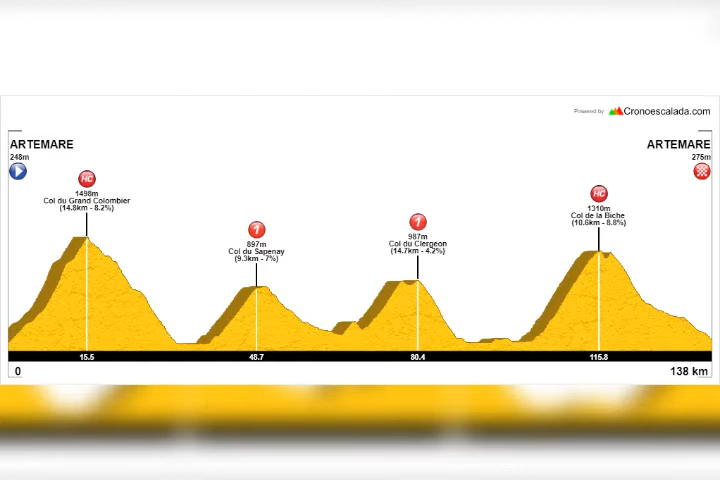 Powered by Cronoescalada.com
ARTEMARE
248m
ARTEMARE
275m
HC
1498m
Col du Grand Colombier
(14.8km - 8.2%)
1
897m
Col du Sapenay
(9.3km - 7%)
1
987m
Col du Clergeon
(14.7km - 4.2%)
HC
1310m
Col de la Biche
(10.6km - 8.8%)
15.5
48.7
80.4
115.8
0
138 km